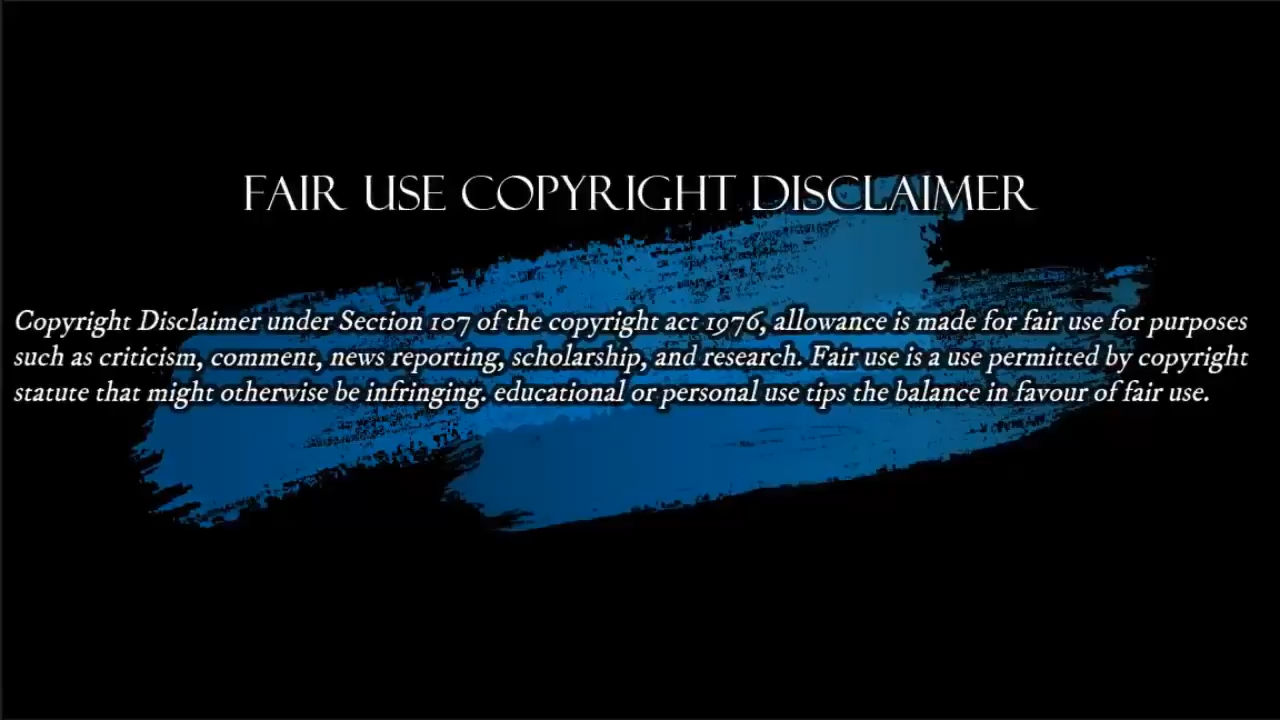 FAIR USE COPYRIGHT DISCLAIMER
Copyright Disclaimer under Section 107 of the copyright act 1976, allowance is made for fair use for purposes
such as criticism, comment, news reporting, scholarship, and research. Fair use is a use permitted by copyright
statute that might otherwise be infringing. educational or personal use tips the balance in favour of fair use.